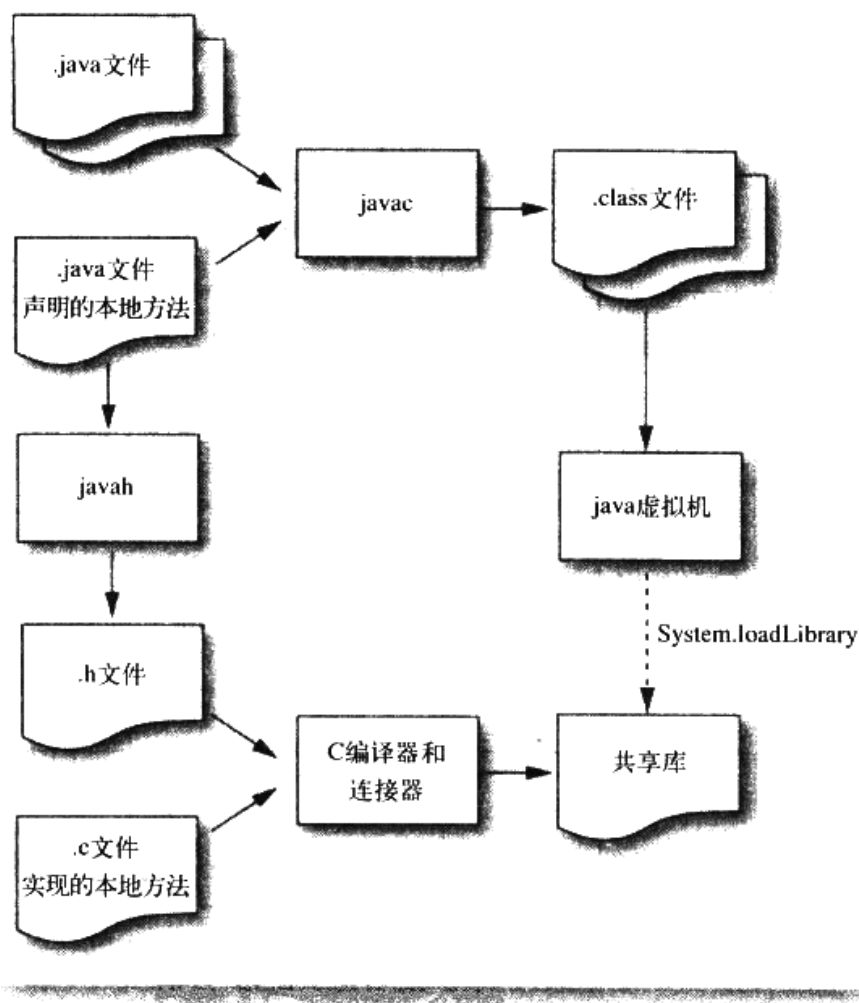 .java文件
javac
.class文件
.java文件
声明的本地方法
javah
java虚拟机
System.loadLibrary
.h文件
C编译器和
连接器
共享库
.c文件
实现的本地方法